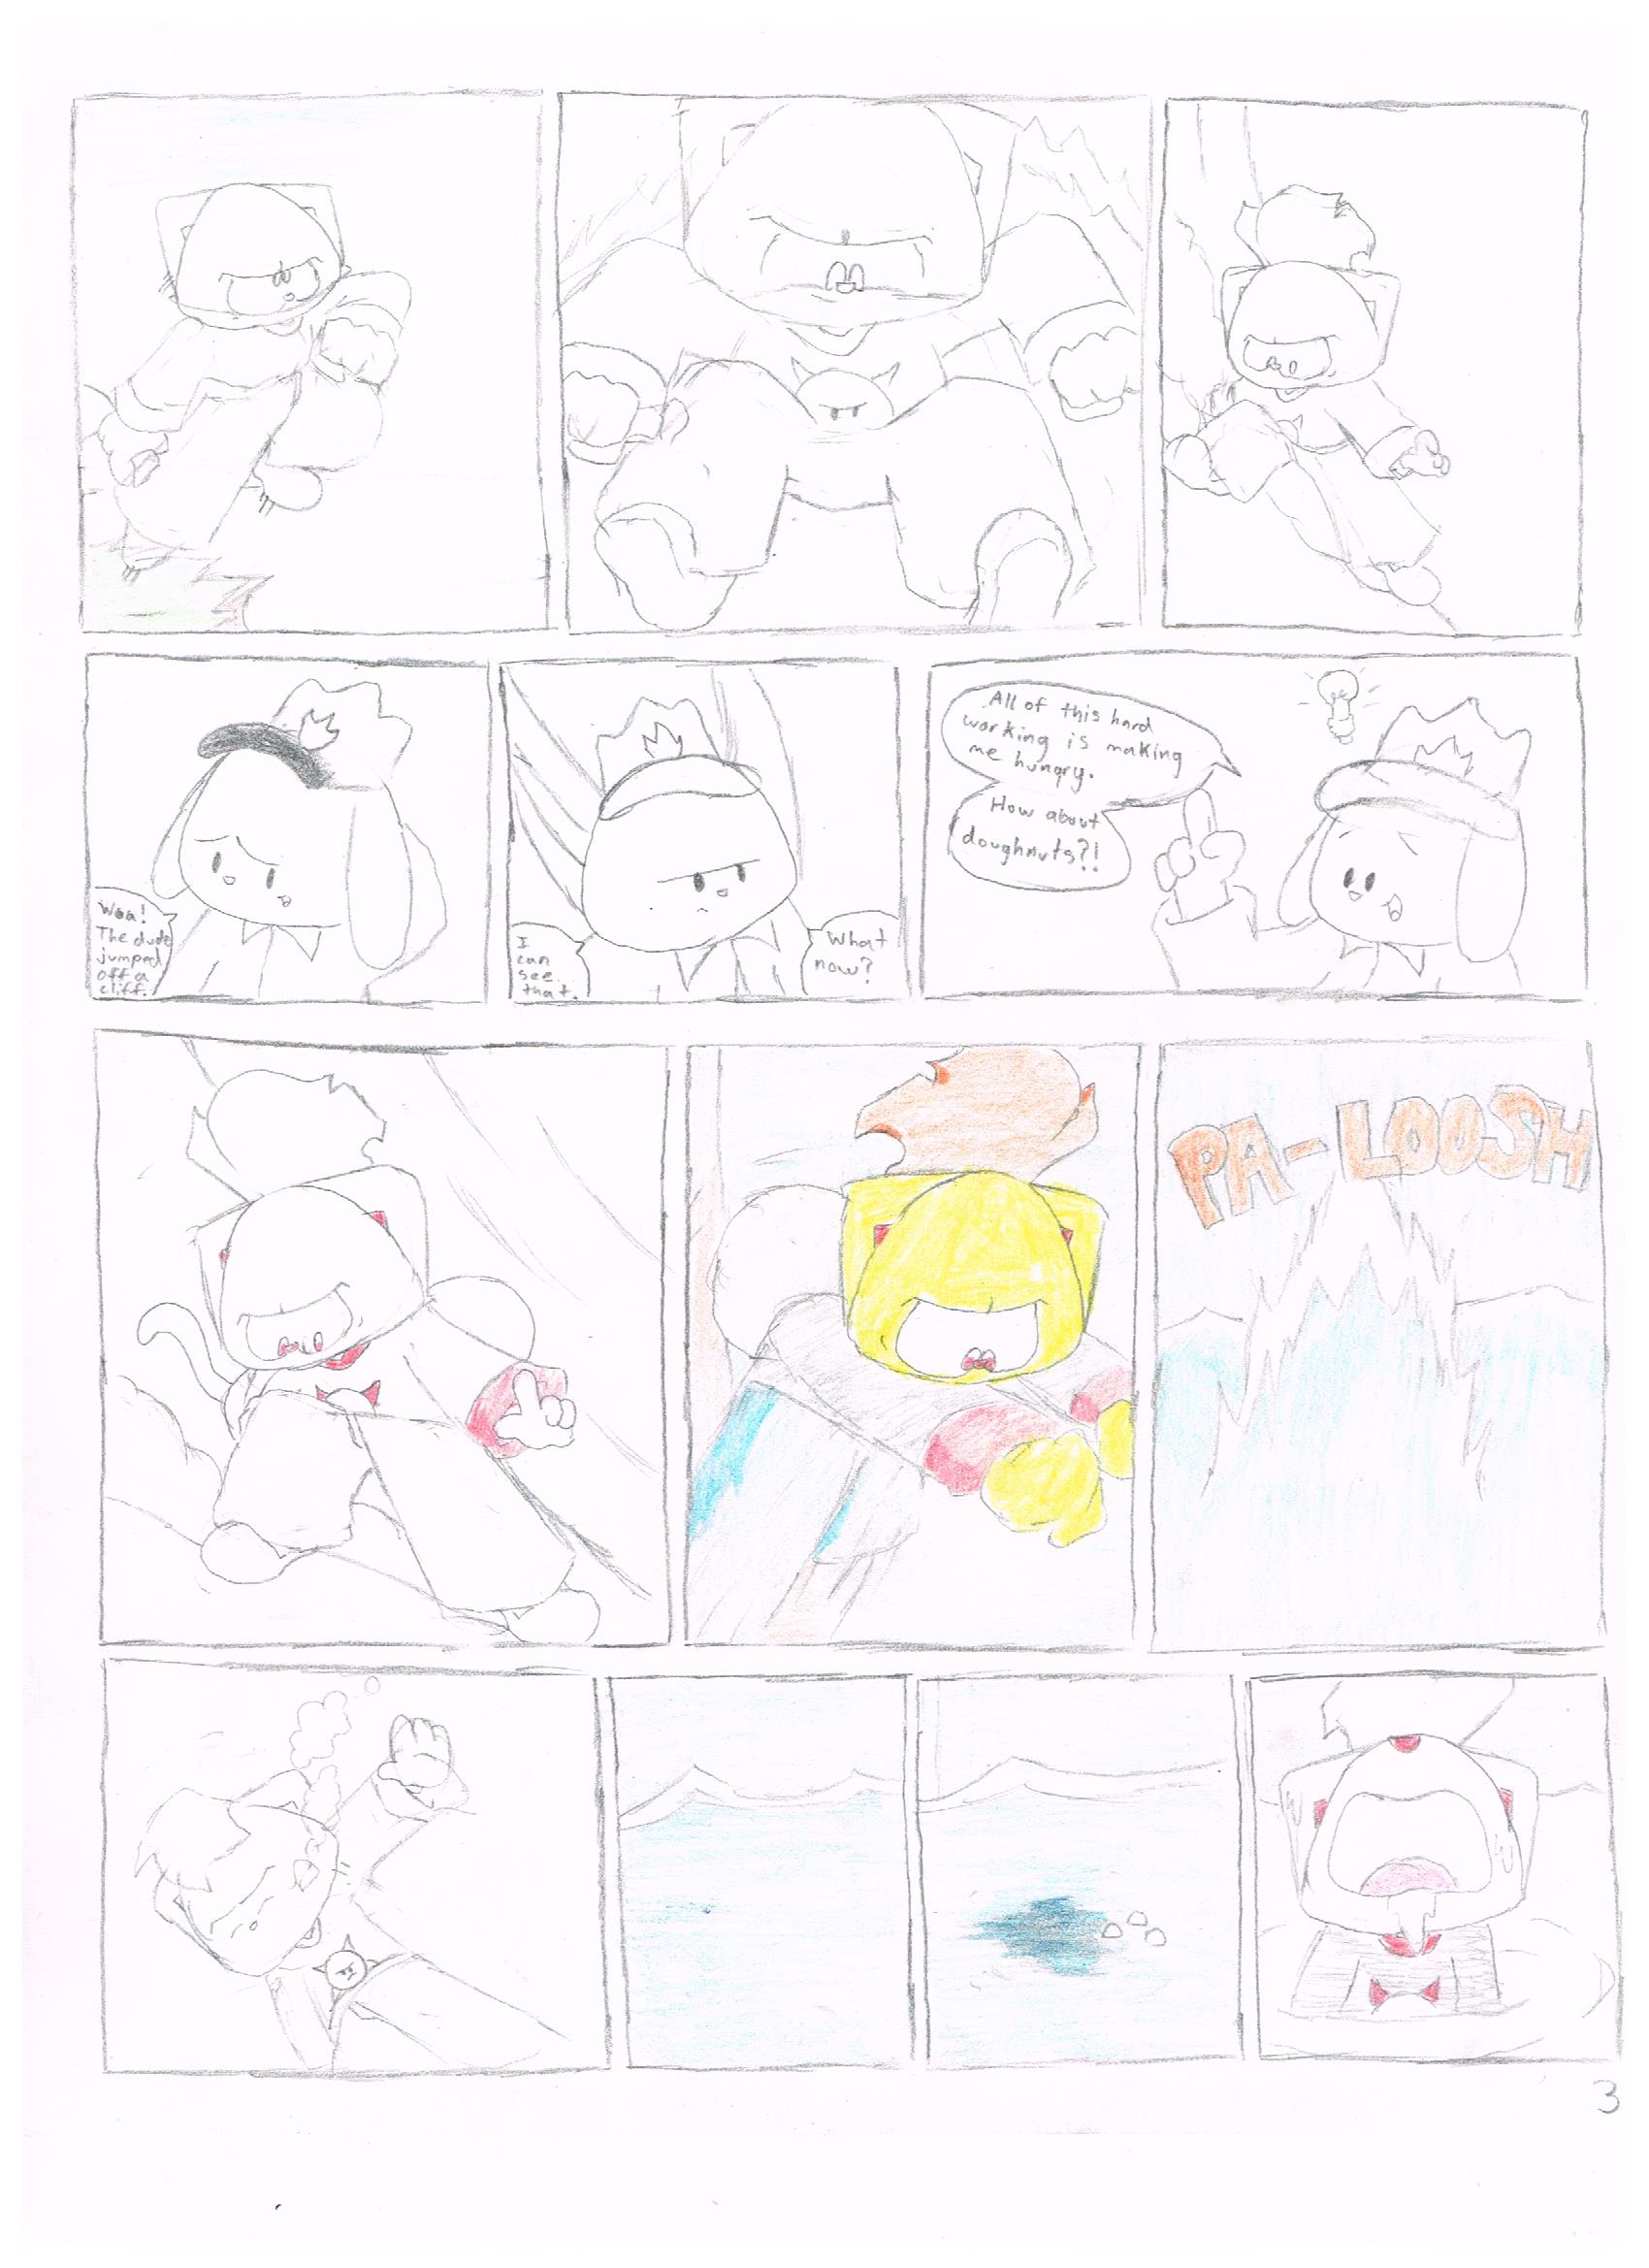 Woa!
The dude
jumped
off a
cliff.
I
can
see
that.
What
now?
All of this hard
working is making
me hungry.
How about
doughnuts?!
PA-LOOSH
3